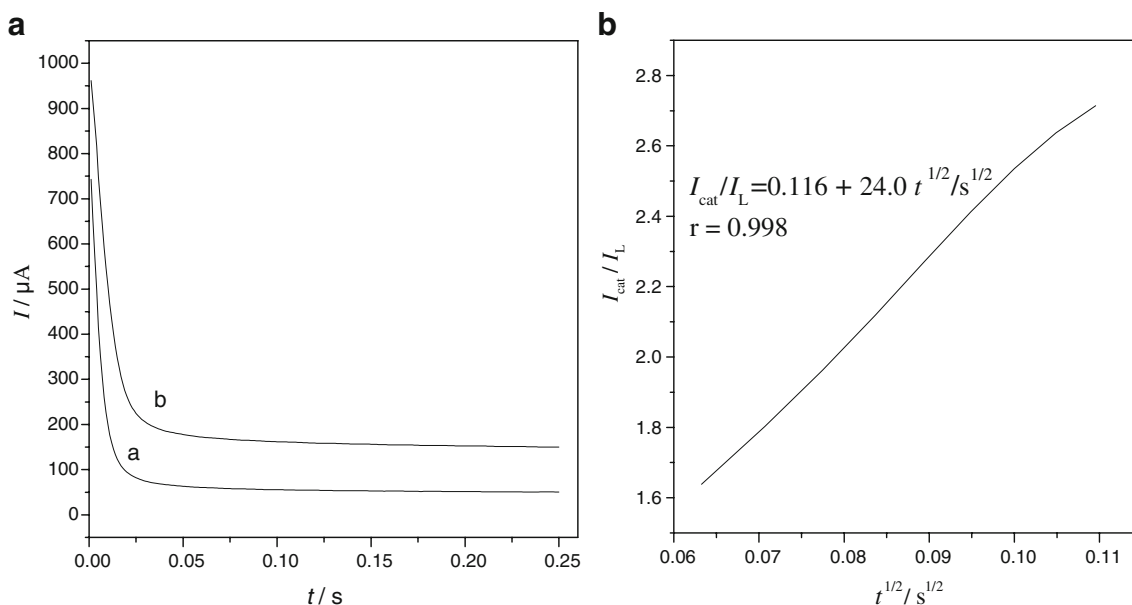 a
1000
900
800
700
600
500
400
300
200
100
0
I / µA
b
a
0.00 0.05 0.10 0.15 0.20 0.25
t / s
b
2.8
2.6
2.4
2.2
2.0
1.8
1.6
I_cat / I_L
I_cat/I_L=0.116 + 24.0 t^1/2/s^1/2
r = 0.998
0.06 0.07 0.08 0.09 0.10 0.11
t^1/2/ s^1/2